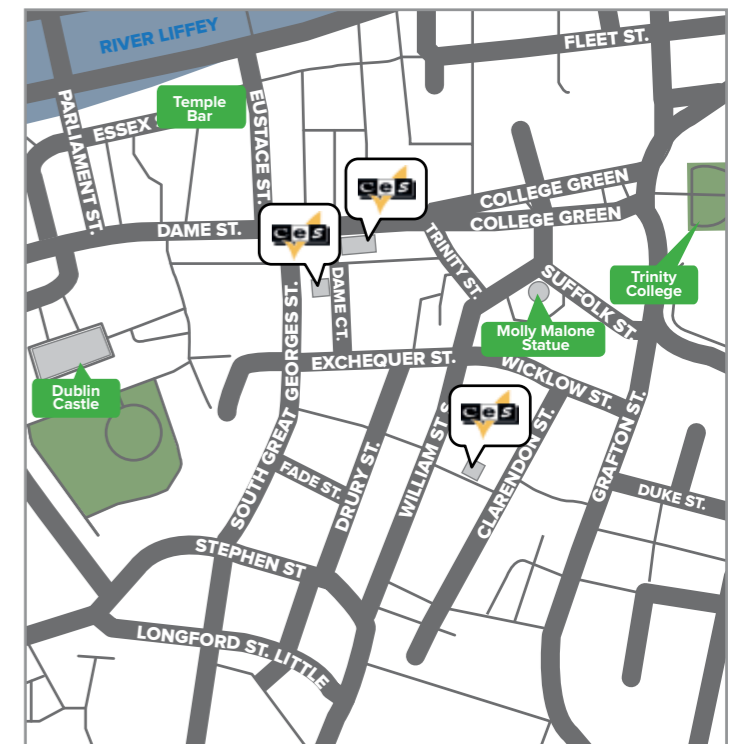 RIVER LIFFEY
FLEET ST.
PARLIAMENT ST.
ESSEX
Temple
Bar
EUSTACE ST.
ces
COLLEGE GREEN
COLLEGE GREEN
DAME ST.
ces
TRINITY ST.
Trinity
College
SUFFOLK ST.
DAME CT.
Molly Malone
Statue
SOUTH GREAT GEORGES ST.
EXCHEQUER ST.
WICKLOW ST.
Dublin
Castle
ces
WILLIAM ST
CLARENDON ST.
GRAFTON ST.
DRURY ST.
FADE ST.
DUKE ST.
STEPHEN ST
LONGFORD ST. LITTLE